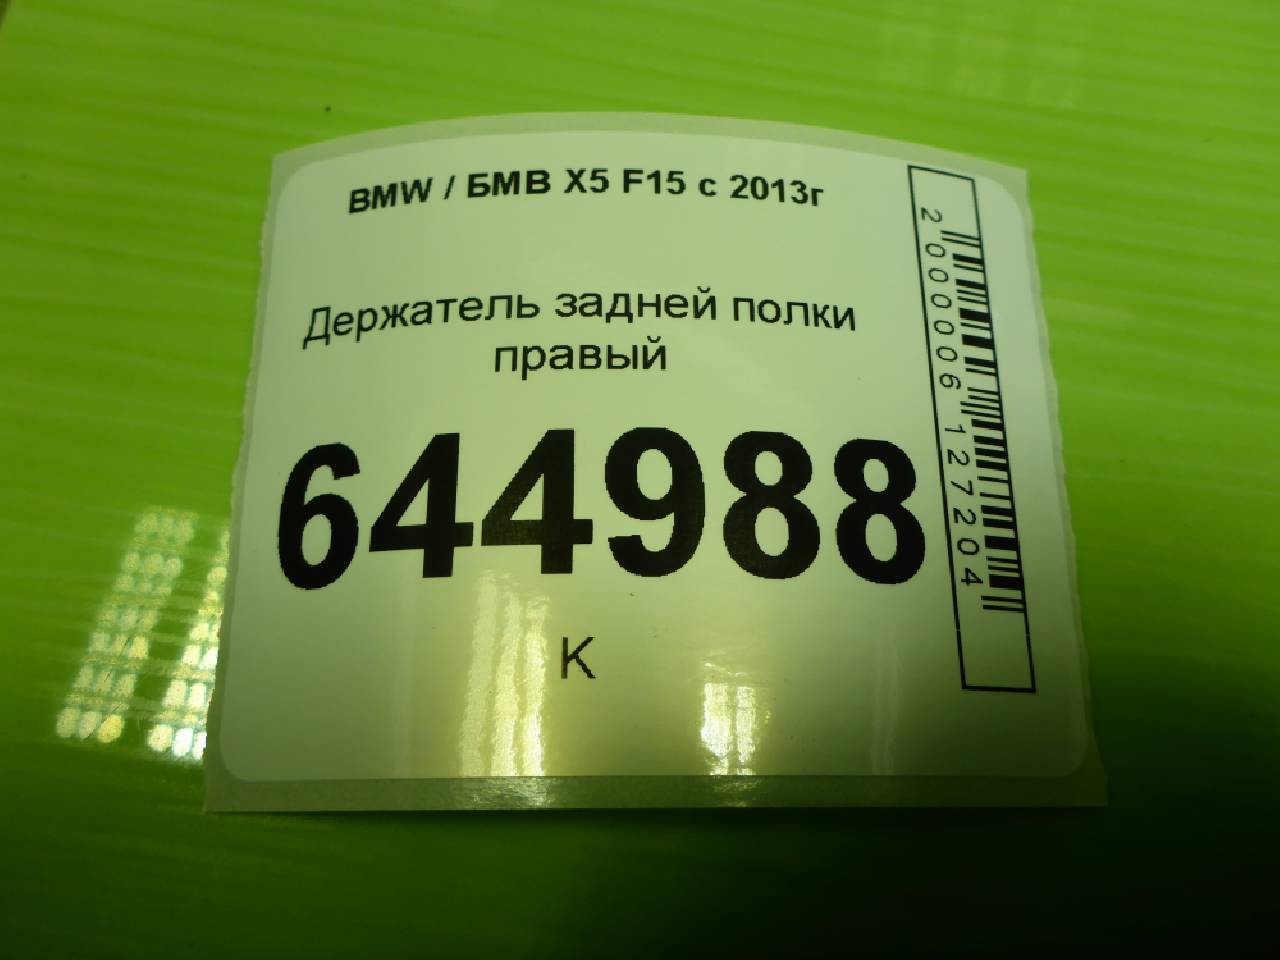 BMW / БМВ X5 F15 с 2013г
Держатель задней полки
правый
644988
К
2000006127204